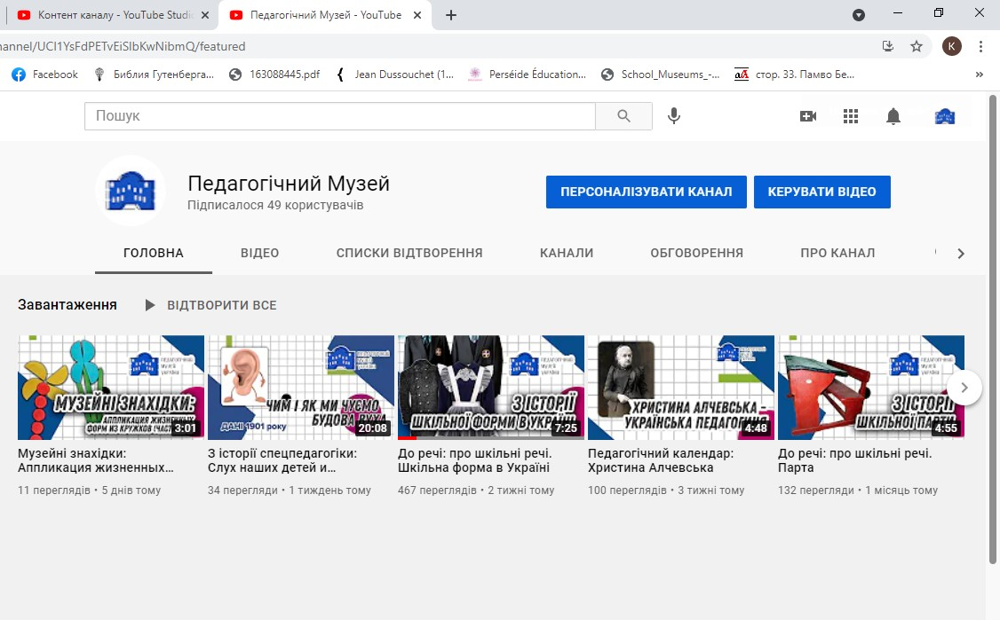 Контент каналу - YouTube Studi
Педагогічний Музей - YouTube
hannel/UCl1YsFdPETvEiSlbKwNibmQ/featured
K
Facebook
Библия Гутенберга...
163088445.pdf
Jean Dussouchet (1...
Perséide Éducation...
School_Museums_-...
стор. 33. Памво Бе...
»
Пошук
Педагогічний Музей
Підписалося 49 користувачів
ПЕРСОНАЛІЗУВАТИ КАНАЛ
КЕРУВАТИ ВІДЕО
ГОЛОВНА
ВІДЕО
СПИСКИ ВІДТВОРЕННЯ
КАНАЛИ
ОБГОВОРЕННЯ
ПРО КАНАЛ
Завантаження
ВІДТВОРИТИ ВСЕ
МУЗЕЙНІ ЗНАХІДКИ:
АППЛИКАЦИЯ ЖИЗНЕННЫХ
ФОРМ ИЗ КРУЖКОВ (ЧАСТ
3:01
Музейні знахідки:
Аппликация жизненных...
11 переглядів • 5 днів тому
ЧИМ І ЯК МИ ЧУЄМО
БУДОВА ВУХА
ДАНІ 1901 року
20:08
З історії спецпедагогіки:
Слух наших детей и...
34 перегляди • 1 тиждень тому
З ІСТОРІЇ
ШКІЛЬНОЇ ФОРМИ В УКРАЇНІ
7:25
До речі: про шкільні речі.
Шкільна форма в Україні
467 переглядів • 2 тижні тому
ХРИСТИНА АЛЧЕВСЬКА -
УКРАЇНСЬКА ПЕДАГОГ
4:48
Педагогічний календар:
Христина Алчевська
100 переглядів • 3 тижні тому
З ІСТОРІЇ
ШКІЛЬНОЇ ПАРТИ
4:55
До речі: про шкільні речі.
Парта
132 перегляди • 1 місяць тому